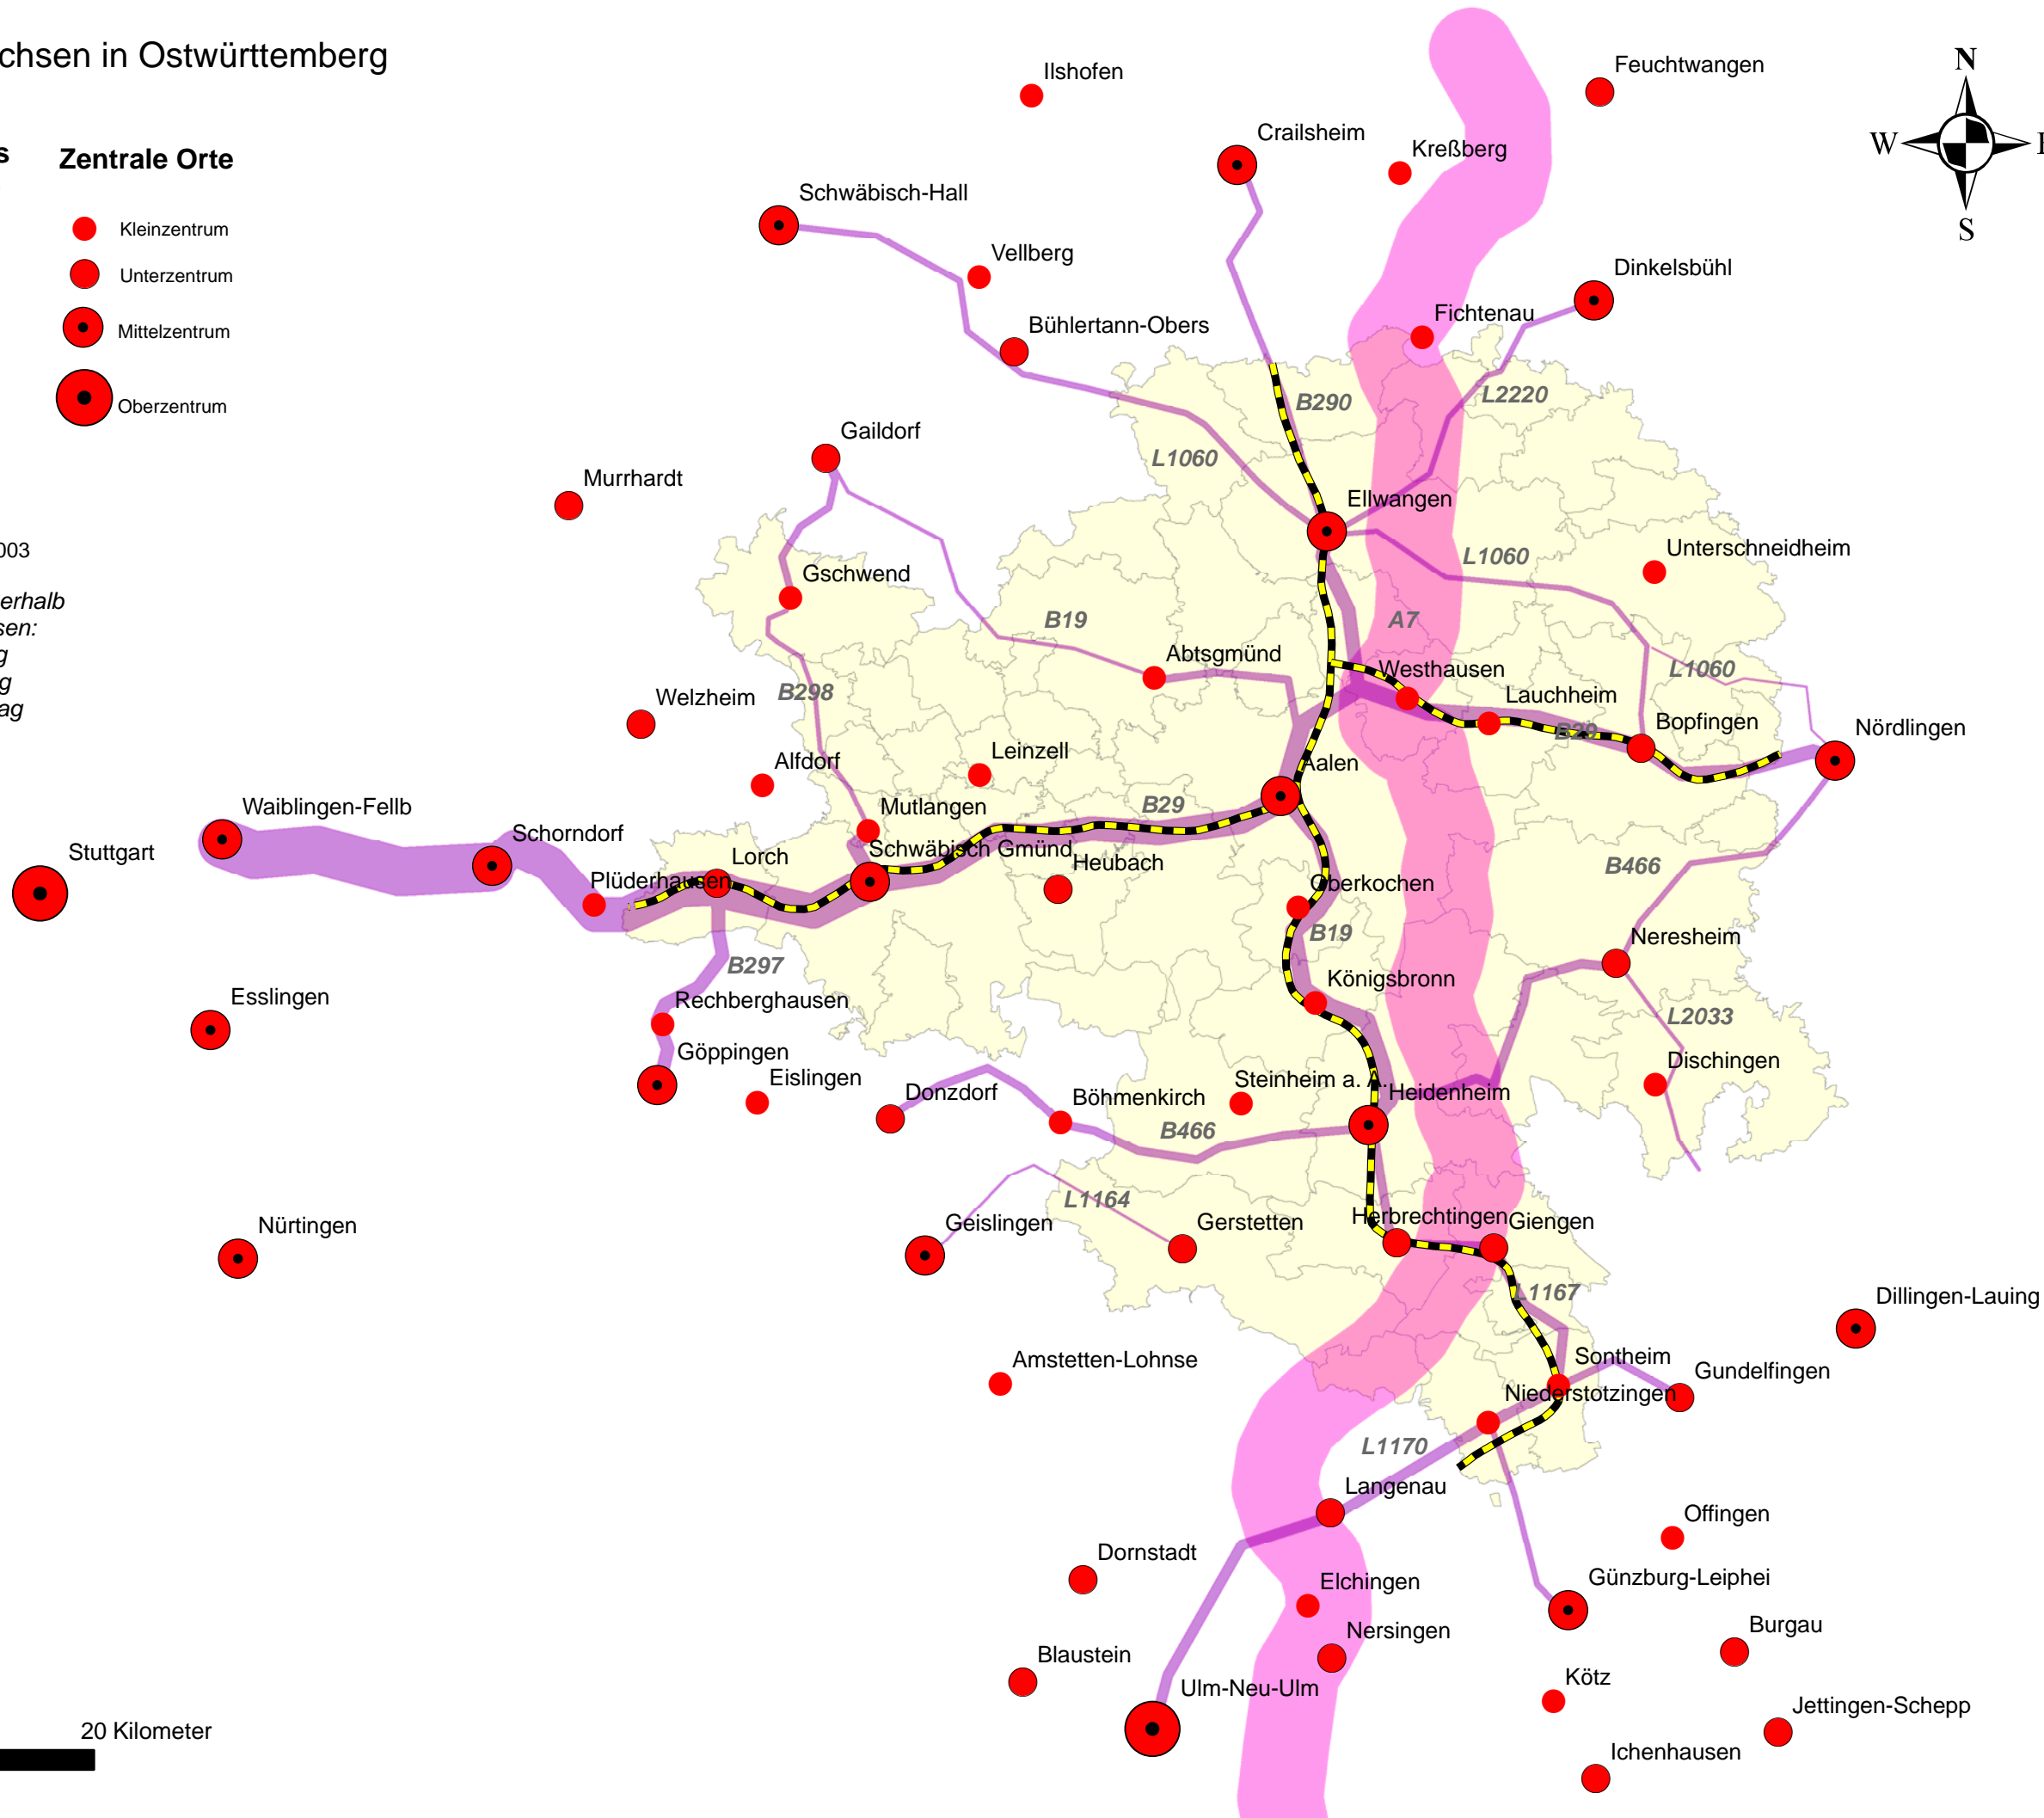 chsen in Ostwürttemberg
s
Zentrale Orte
Kleinzentrum
Unterzentrum
Mittelzentrum
Oberzentrum
003
erhalb
sen:
g
g
ag
N
W
E
S
Ilshofen
Feuchtwangen
Crailsheim
Kreßberg
Schwäbisch-Hall
Vellberg
Dinkelsbühl
Fichtenau
Bühlertann-Obers
B290
L2220
Gaildorf
L1060
Murrhardt
Ellwangen
Unterschneidheim
L1060
Gschwend
B19
A7
Abtsgmünd
Westhausen
L1060
B298
Welzheim
Lauchheim
Bopfingen
Nördlingen
B29
Leinzell
Alfdorf
Aalen
Waiblingen-Fellb
Mutlangen
B29
Schorndorf
Stuttgart
Lorch
Schwäbisch Gmünd
Heubach
B466
Plüderhausen
Oberkochen
B19
Neresheim
B297
Königsbronn
Esslingen
Rechberghausen
L2033
Göppingen
Eislingen
Dischingen
Donzdorf
Böhmenkirch
Steinheim a. A.
Heidenheim
B466
L1164
Nürtingen
Geislingen
Gerstetten
Herbrechtingen
Giengen
L1167
Dillingen-Lauing
Amstetten-Lohnse
Sontheim
Gundelfingen
Niederstotzingen
L1170
Langenau
Offingen
Dornstadt
Elchingen
Günzburg-Leiphei
Nersingen
Burgau
Blaustein
Ulm-Neu-Ulm
Kötz
Jettingen-Schepp
20 Kilometer
Ichenhausen